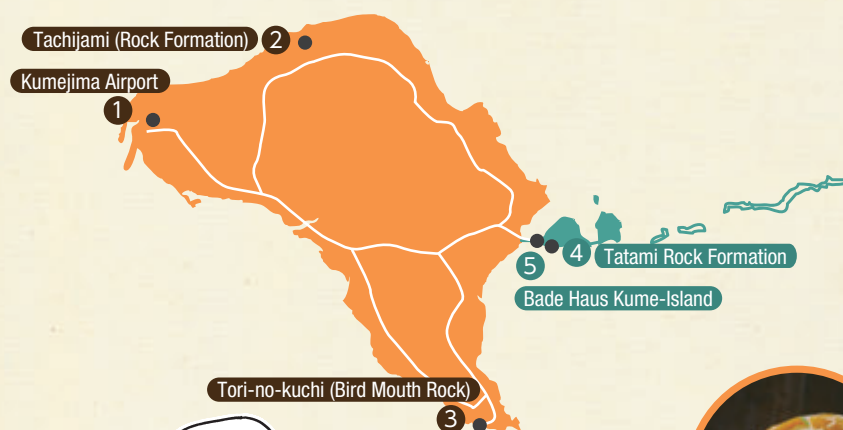 Tachijami (Rock Formation) 2
Kumejima Airport
1
4 Tatami Rock Formation
5
Bade Haus Kume-Island
Tori-no-kuchi (Bird Mouth Rock)
3